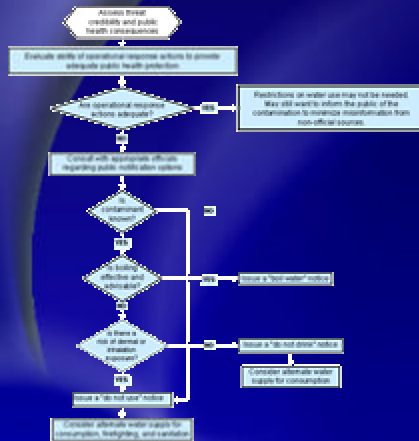 Assess threat
credibility and public
health consequences
Evaluate ability of operational response actions to provide
adequate public health protection
Are operational response
actions adequate?
YES
Restrictions on water use may not be needed.
May still want to inform the public of the
contamination to minimize misinformation from
non-official sources.
NO
Consult with appropriate officials
regarding public notification options
Is
contaminant
known?
NO
YES
Is boiling
effective and
advisable?
YES
Issue a "boil water" notice
NO
Is there a
risk of dermal or
inhalation
exposure?
NO
Issue a "do not drink" notice
Consider alternate water
supply for consumption
YES
Issue a "do not use" notice
Consider alternate water supply for
consumption, firefighting, and sanitation